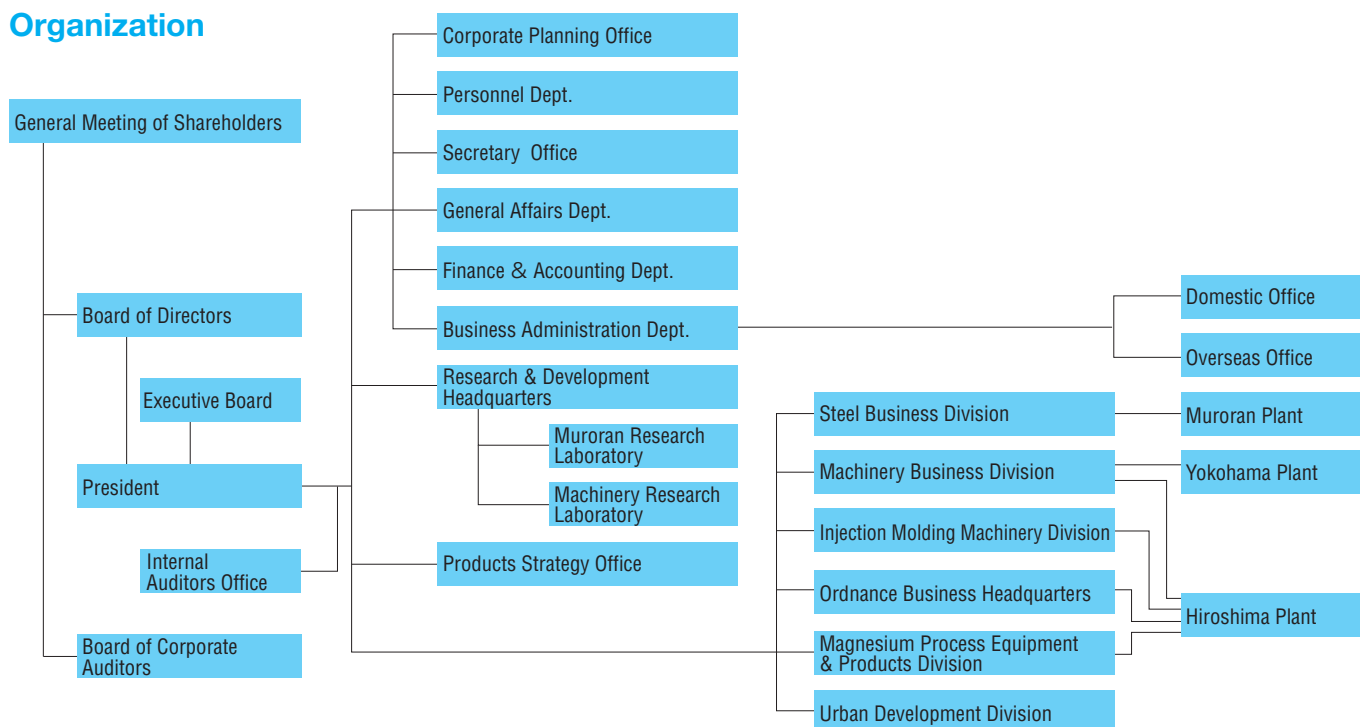 Organization
General Meeting of Shareholders
Board of Directors
Executive Board
President
Internal
Auditors Office
Board of Corporate
Auditors
Corporate Planning Office
Personnel Dept.
Secretary Office
General Affairs Dept.
Finance & Accounting Dept.
Business Administration Dept.
Research & Development
Headquarters
Muroran Research
Laboratory
Machinery Research
Laboratory
Products Strategy Office
Steel Business Division
Machinery Business Division
Injection Molding Machinery Division
Ordnance Business Headquarters
Magnesium Process Equipment
& Products Division
Urban Development Division
Domestic Office
Overseas Office
Muroran Plant
Yokohama Plant
Hiroshima Plant